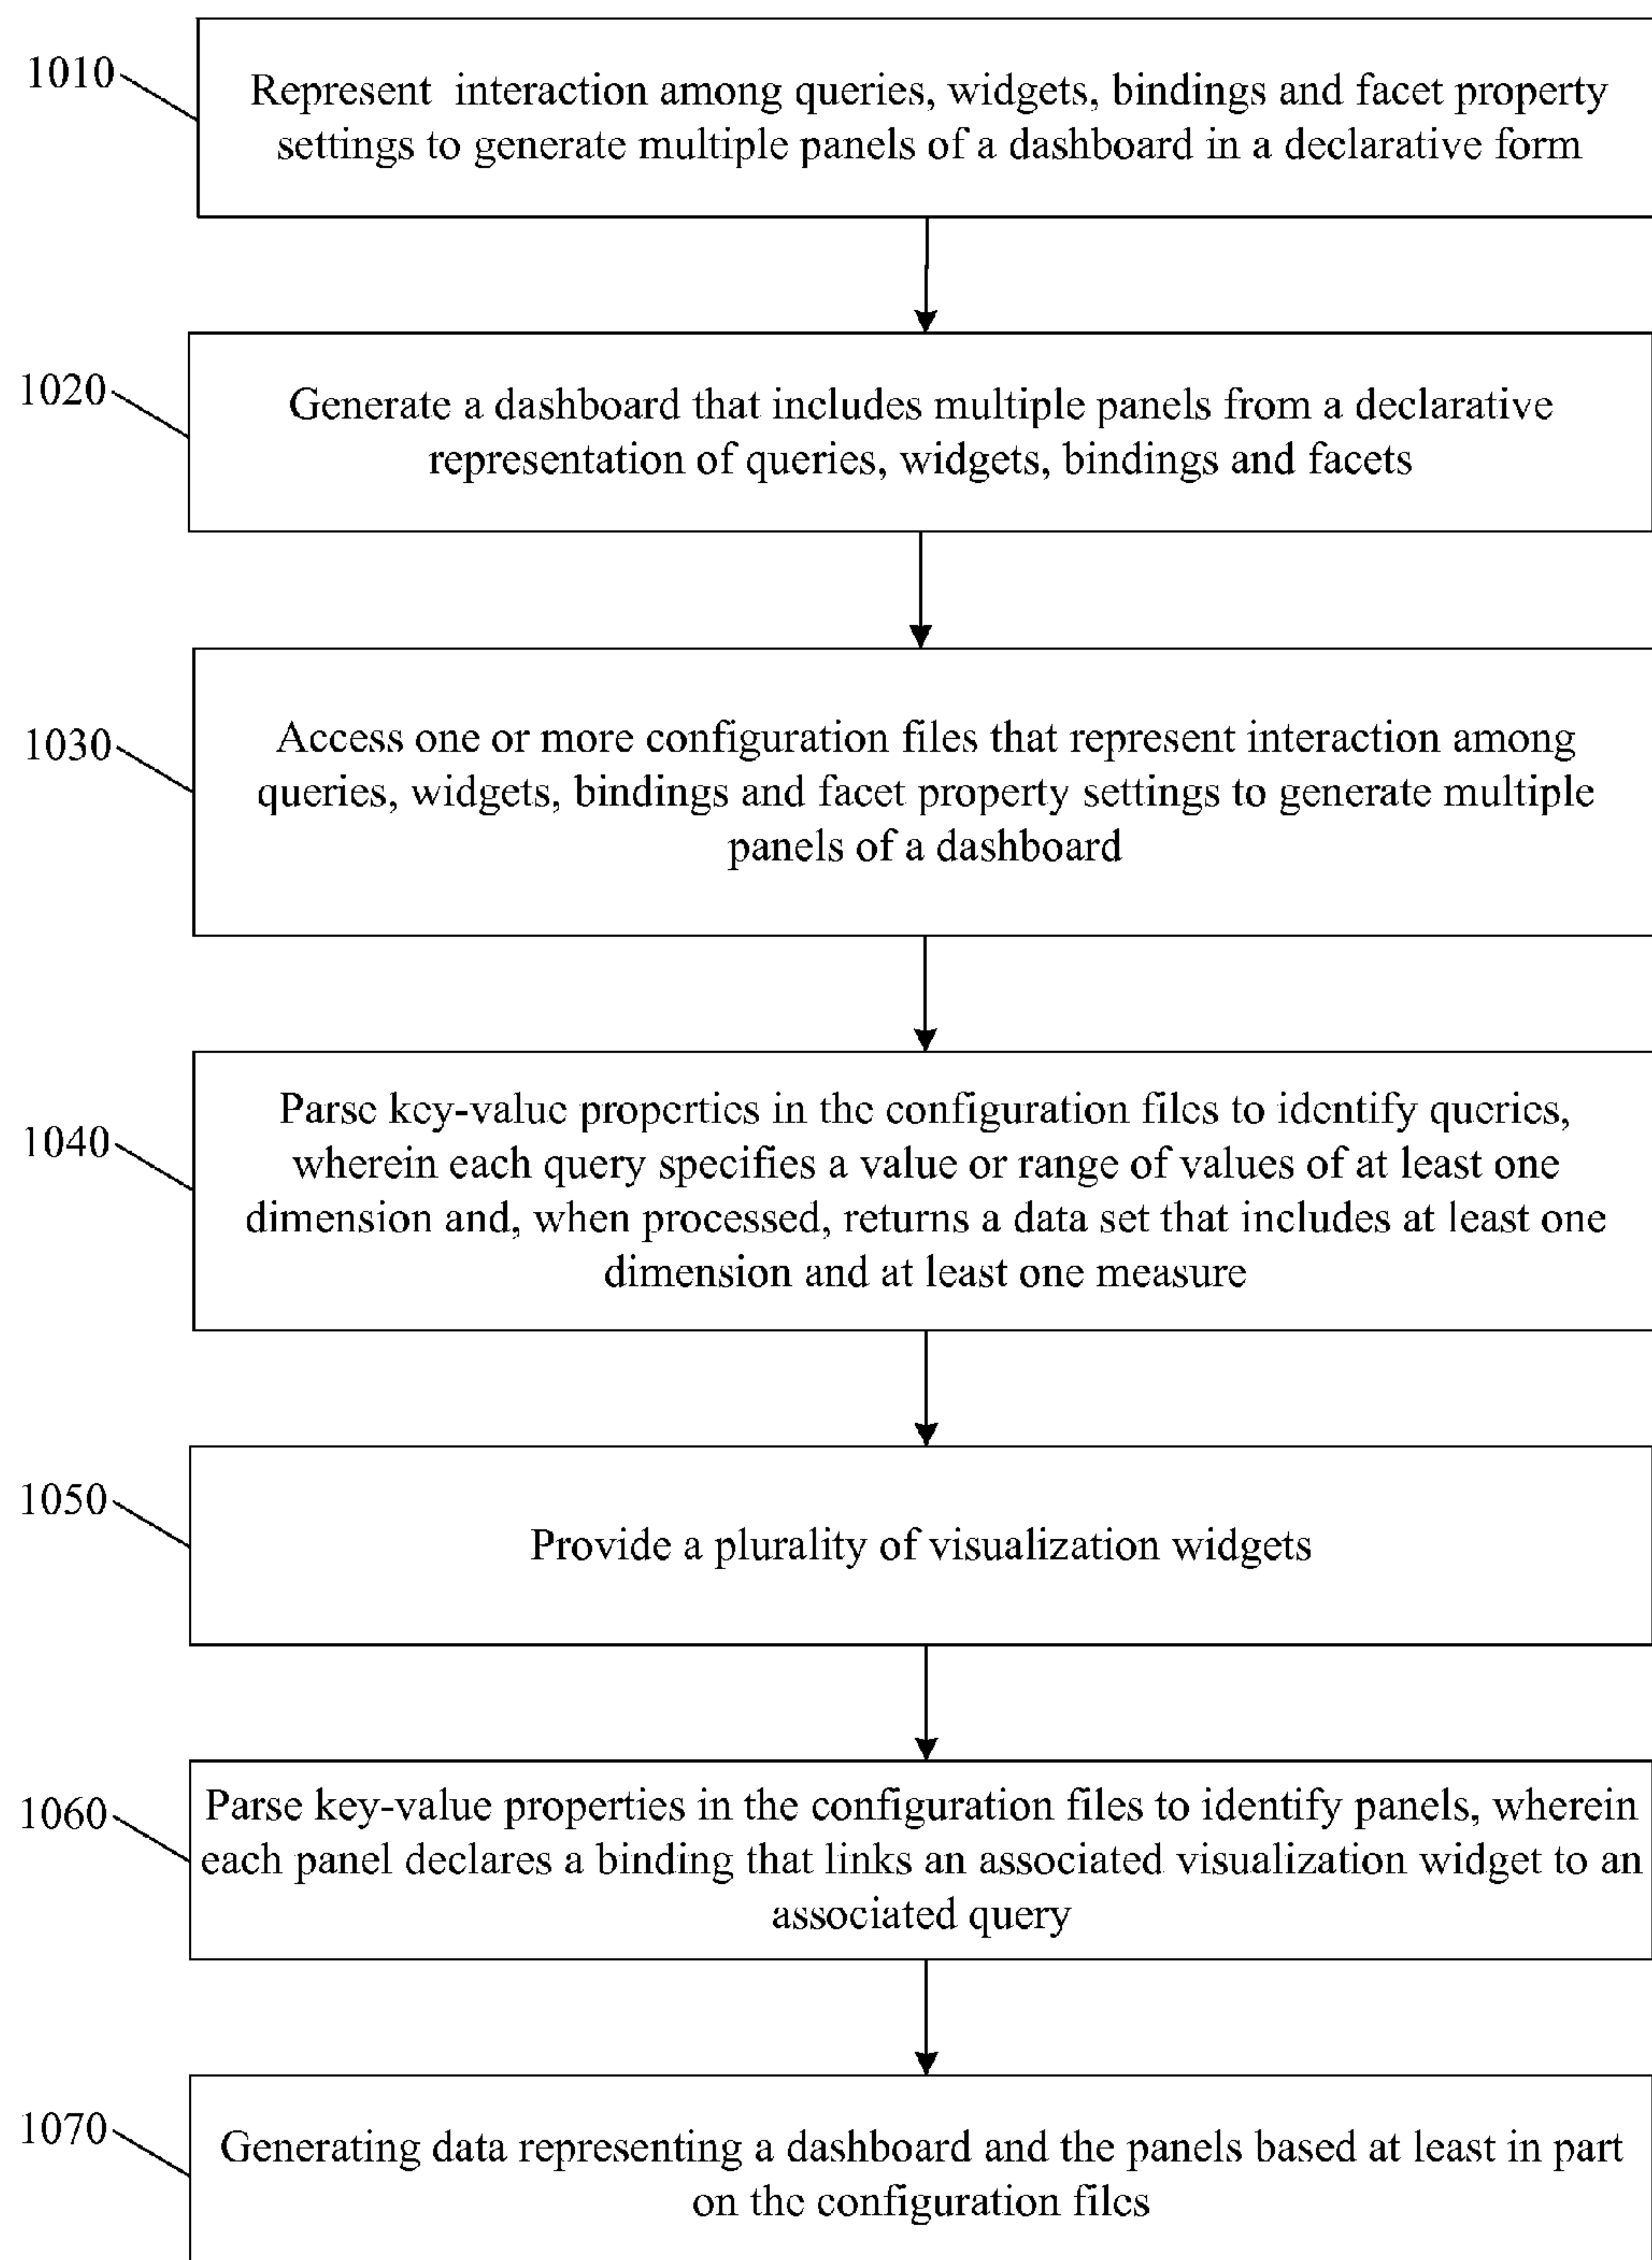 1010
Represent interaction among queries, widgets, bindings and facet property
settings to generate multiple panels of a dashboard in a declarative form
1020
Generate a dashboard that includes multiple panels from a declarative
representation of queries, widgets, bindings and facets
1030
Access one or more configuration files that represent interaction among
queries, widgets, bindings and facet property settings to generate multiple
panels of a dashboard
1040
Parse key-value properties in the configuration files to identify queries,
wherein each query specifies a value or range of values of at least one
dimension and, when processed, returns a data set that includes at least one
dimension and at least one measure
1050
Provide a plurality of visualization widgets
1060
Parse key-value properties in the configuration files to identify panels, wherein
each panel declares a binding that links an associated visualization widget to an
associated query
1070
Generating data representing a dashboard and the panels based at least in part
on the configuration files